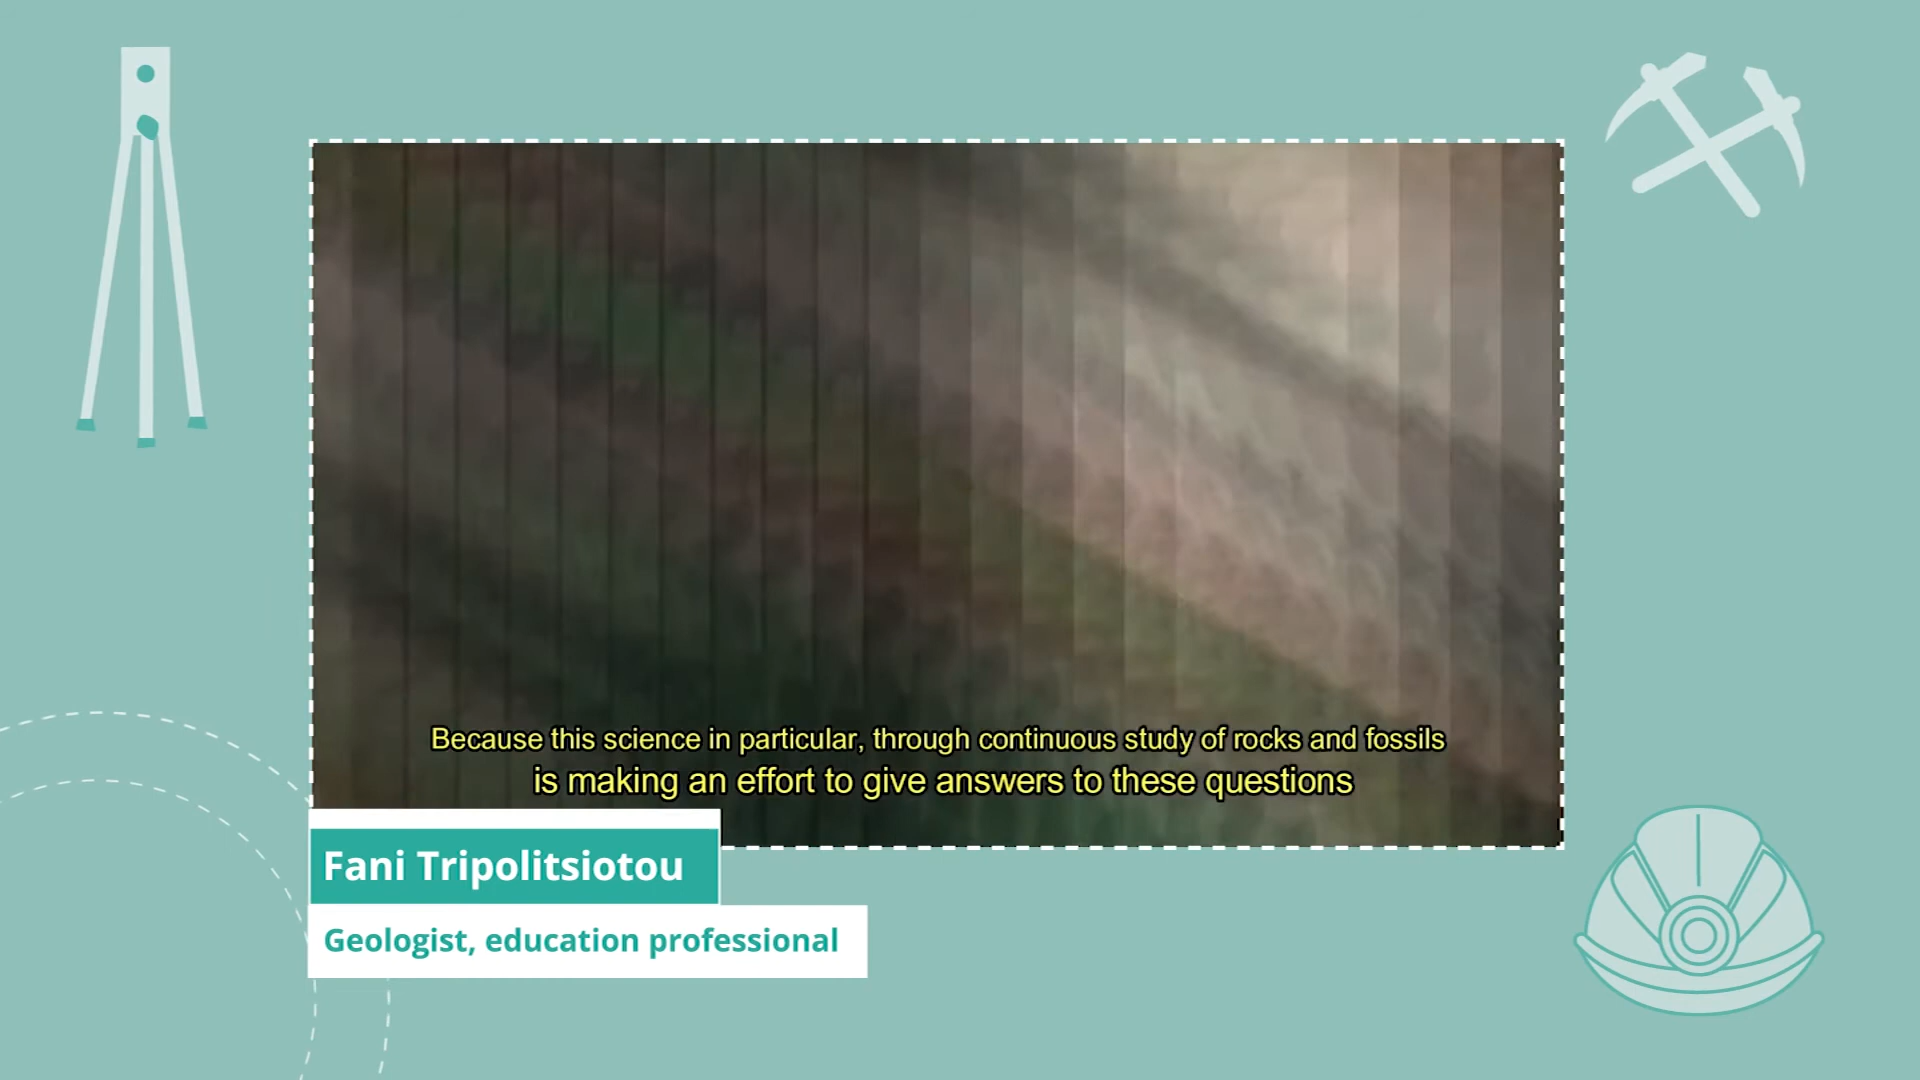 Because this science in particular, through continuous study of rocks and fossils
is making an effort to give answers to these questions
Fani Tripolitsiotou
Geologist, education professional